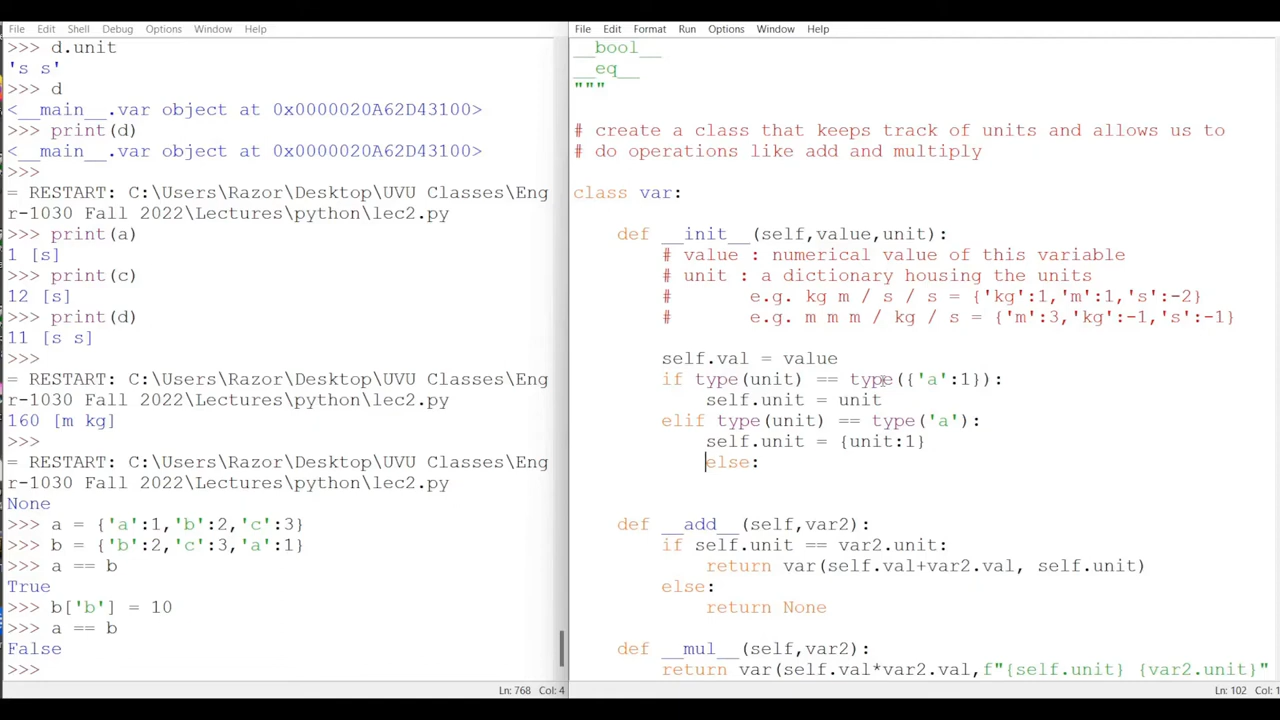 File Edit Shell Debug Options Window Help
>>> d.unit
's s'
>>> d
<__main__.var object at 0x0000020A62D43100>
>>> print(d)
<__main__.var object at 0x0000020A62D43100>
>>>
= RESTART: C:\Users\Razor\Desktop\UVU Classes\Eng
r-1030 Fall 2022\Lectures\python\lec2.py
>>> print(a)
1 [s]
>>> print(c)
12 [s]
>>> print(d)
11 [s s]
>>>
= RESTART: C:\Users\Razor\Desktop\UVU Classes\Eng
r-1030 Fall 2022\Lectures\python\lec2.py
160 [m kg]
>>>
= RESTART: C:\Users\Razor\Desktop\UVU Classes\Eng
r-1030 Fall 2022\Lectures\python\lec2.py
None
>>> a = {'a':1,'b':2,'c':3}
>>> b = {'b':2,'c':3,'a':1}
>>> a == b
True
>>> b['b'] = 10
>>> a == b
False
>>>
Ln: 768 Col: 4
File Edit Format Run Options Window Help
__bool__
__eq__
"""
# create a class that keeps track of units and allows us to
# do operations like add and multiply
class var:
def __init__(self,value,unit):
# value : numerical value of this variable
# unit : a dictionary housing the units
# e.g. kg m / s / s = {'kg':1,'m':1,'s':-2}
# e.g. m m m / kg / s = {'m':3,'kg':-1,'s':-1}
self.val = value
if type(unit) == type({'a':1}):
self.unit = unit
elif type(unit) == type('a'):
self.unit = {unit:1}
else:
def __add__(self,var2):
if self.unit == var2.unit:
return var(self.val+var2.val, self.unit)
else:
return None
def __mul__(self,var2):
return var(self.val*var2.val,f"{self.unit} {var2.unit}"
Ln: 102 Col: 1